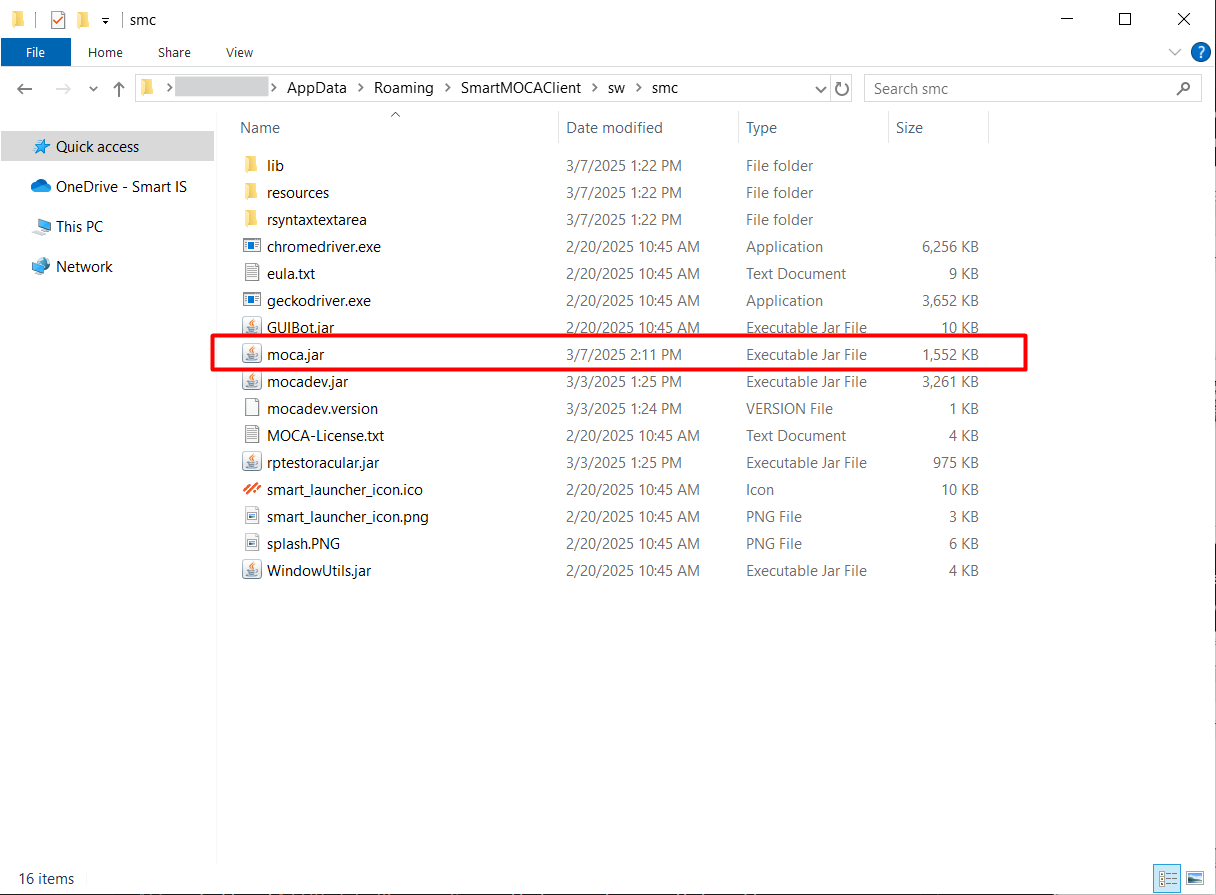 smc
File Home Share View
AppData Roaming SmartMOCAClient sw smc Search smc
Name Date modified Type Size
Quick access
OneDrive - Smart IS
This PC
Network
lib 3/7/2025 1:22 PM File folder
resources 3/7/2025 1:22 PM File folder
rsyntaxtextarea 3/7/2025 1:22 PM File folder
chromedriver.exe 2/20/2025 10:45 AM Application 6,256 KB
eula.txt 2/20/2025 10:45 AM Text Document 9 KB
geckodriver.exe 2/20/2025 10:45 AM Application 3,652 KB
GUIBot.jar 2/20/2025 10:45 AM Executable Jar File 10 KB
moca.jar 3/7/2025 2:11 PM Executable Jar File 1,552 KB
mocadev.jar 3/3/2025 1:25 PM Executable Jar File 3,261 KB
mocadev.version 3/3/2025 1:24 PM VERSION File 1 KB
MOCA-License.txt 2/20/2025 10:45 AM Text Document 4 KB
rptestoracular.jar 3/3/2025 1:25 PM Executable Jar File 975 KB
smart_launcher_icon.ico 2/20/2025 10:45 AM Icon 10 KB
smart_launcher_icon.png 2/20/2025 10:45 AM PNG File 3 KB
splash.PNG 2/20/2025 10:45 AM PNG File 6 KB
WindowUtils.jar 2/20/2025 10:45 AM Executable Jar File 4 KB
16 items